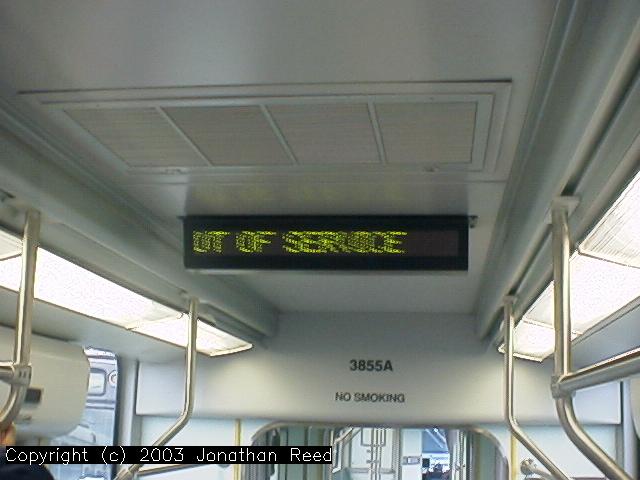 UT OF SERVICE
3855A
NO SMOKING
Copyright (c) 2003 Jonathan Reed